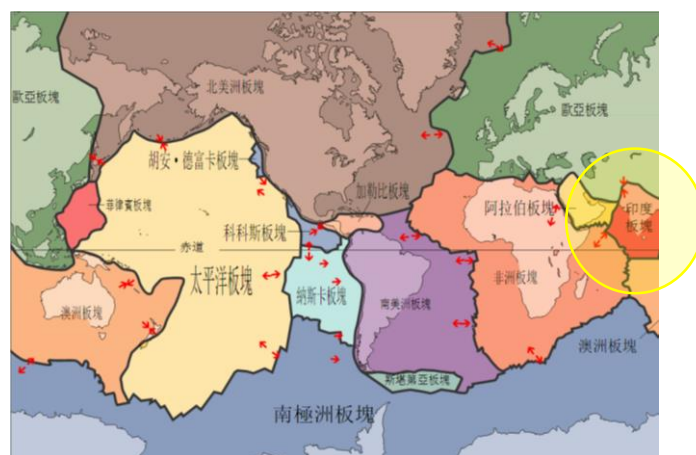 北美洲板塊
歐亞板塊
歐亞板塊
胡安·德富卡板塊
加勒比板塊
菲律賓板塊
阿拉伯板塊
印度
板塊
科科斯板塊
赤道
太平洋板塊
納斯卡板塊
非洲板塊
南美洲板塊
澳洲板塊
澳洲板塊
斯堪第亞板塊
南極洲板塊